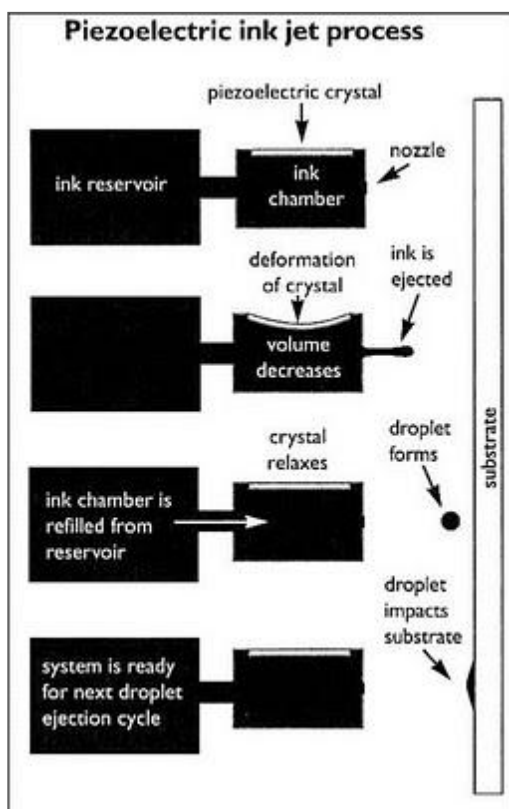 Piezoelectric ink jet process
piezoelectric crystal
ink reservoir
ink
chamber
nozzle
deformation
of crystal
volume
decreases
ink is
ejected
substrate
crystal
relaxes
droplet
forms
ink chamber is
refilled from
reservoir
droplet
impacts
substrate
system is ready
for next droplet
ejection cycle